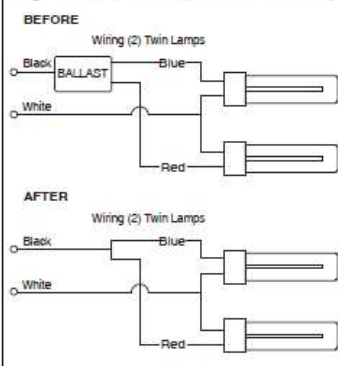 BEFORE
Wiring (2) Twin Lamps
Black
BALLAST
Blue
White
Red
AFTER
Wiring (2) Twin Lamps
Black
Blue
White
Red